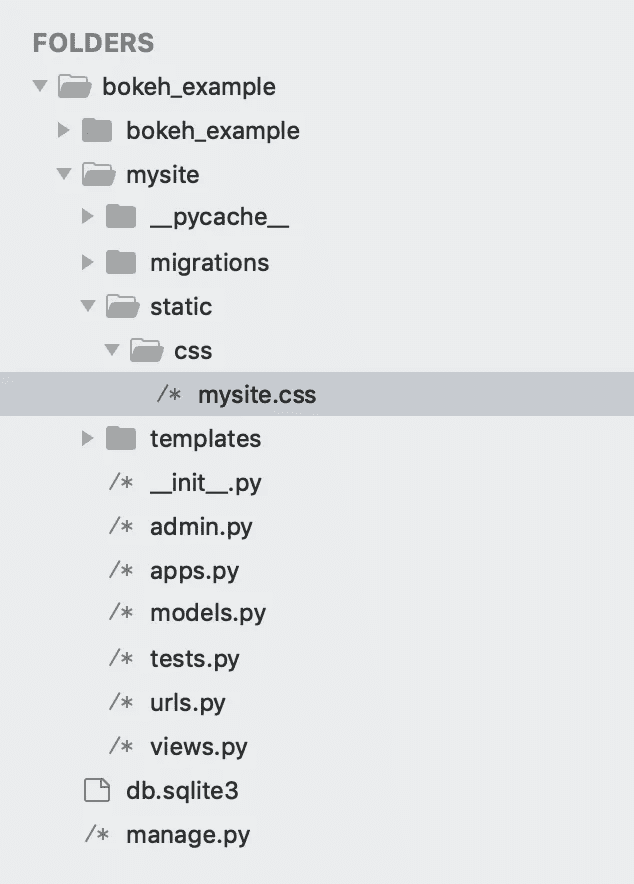 FOLDERS
bokeh_example
bokeh_example
mysite
__pycache__
migrations
static
css
/* mysite.css
templates
/* __init__.py
/* admin.py
/* apps.py
/* models.py
/* tests.py
/* urls.py
/* views.py
db.sqlite3
/* manage.py